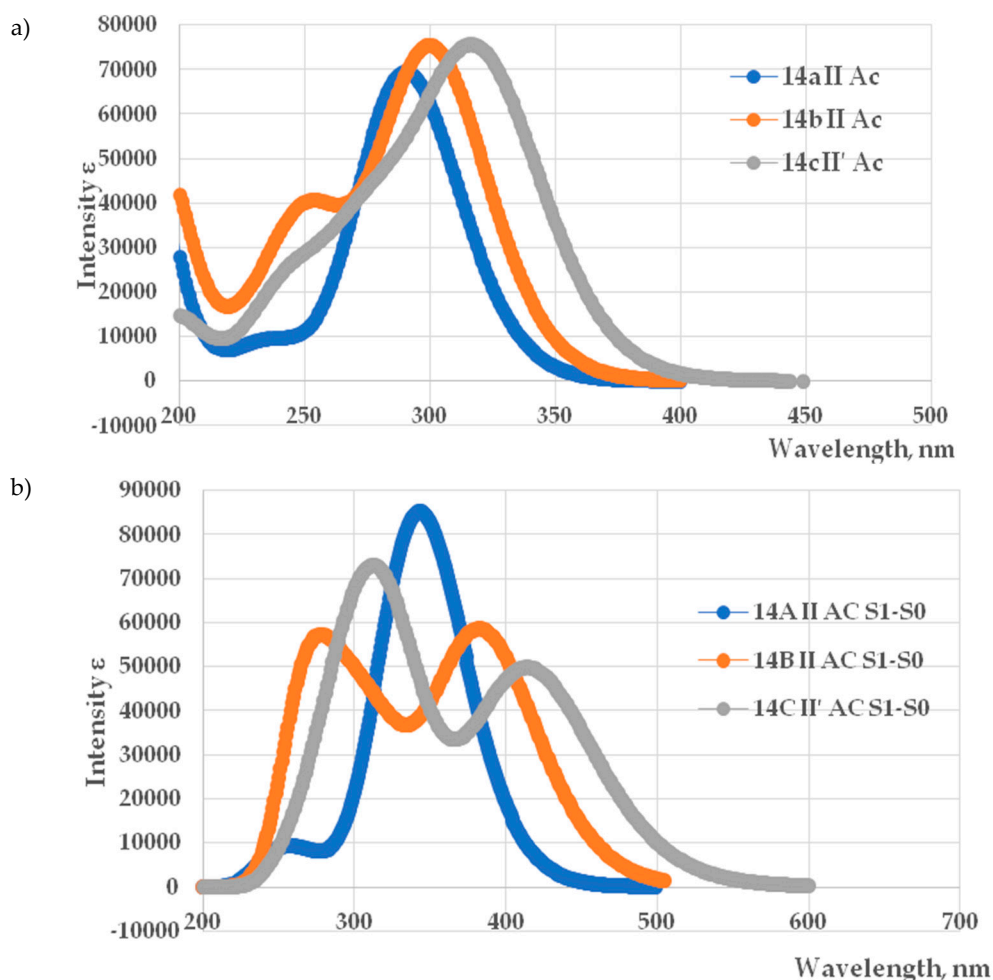 a)
80000
70000
60000
50000
40000
30000
20000
10000
0
-10000
Intensity ε
200 250 300 350 400 450 500
Wavelength, nm
14a II Ac
14b II Ac
14c II' Ac
b)
90000
80000
70000
60000
50000
40000
30000
20000
10000
0
-10000
Intensity ε
200 300 400 500 600 700
Wavelength, nm
14A II AC S1-S0
14B II AC S1-S0
14C II' AC S1-S0